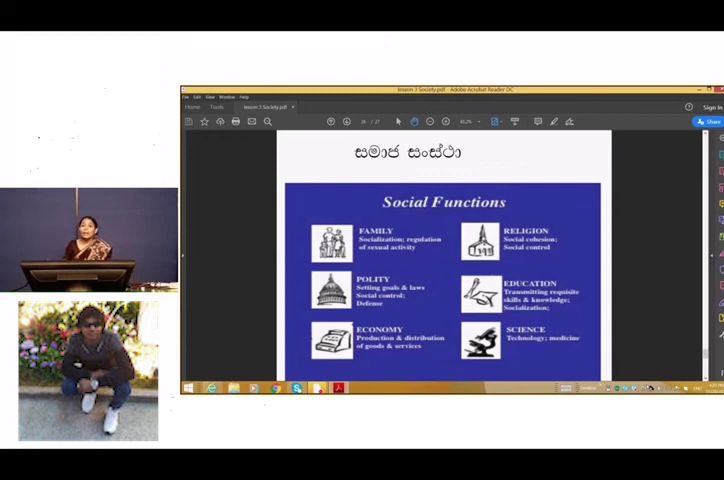 lesson 3 Society.pdf - Adobe Acrobat Reader DC
File Edit View Window Help
Home Tools lesson 3 Society.pdf × Sign In
/ 27 Share
සමාජ සංස්ථා
Social Functions
FAMILY
Socialization; regulation
of sexual activity
RELIGION
Social cohesion;
Social control
POLITY
Setting goals & laws
Social control;
Defense
EDUCATION
Transmitting requisite
skills & knowledge;
Socialization;
ECONOMY
Production & distribution
of goods & services
SCIENCE
Technology; medicine